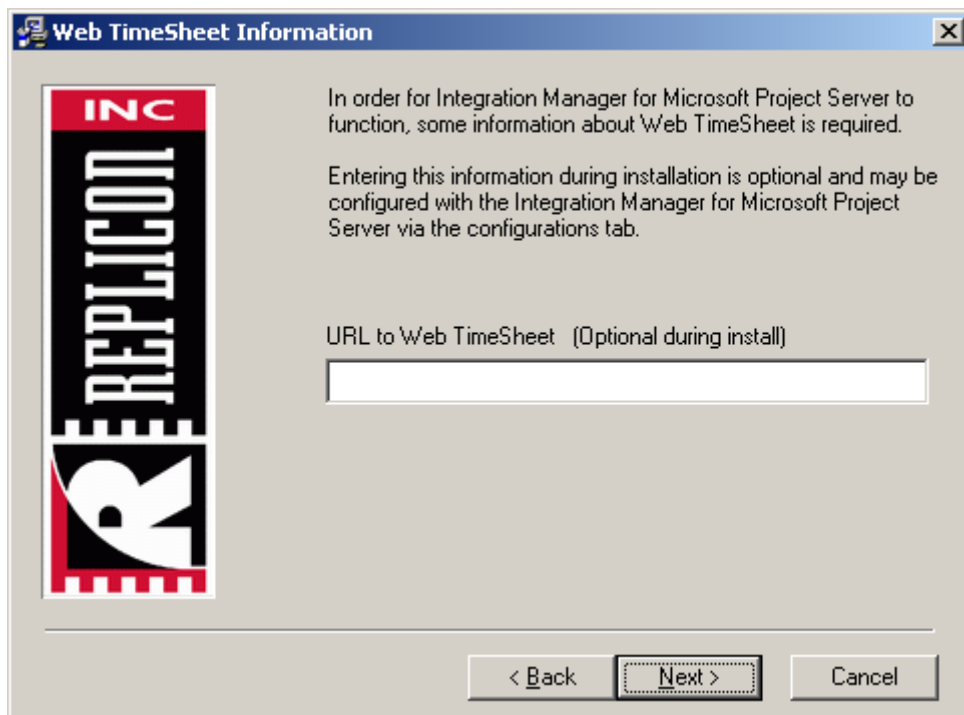 Web TimeSheet Information
INC
REPLICON
R
In order for Integration Manager for Microsoft Project Server to
function, some information about Web TimeSheet is required.
Entering this information during installation is optional and may be
configured with the Integration Manager for Microsoft Project
Server via the configurations tab.
URL to Web TimeSheet (Optional during install)
< Back
Next >
Cancel